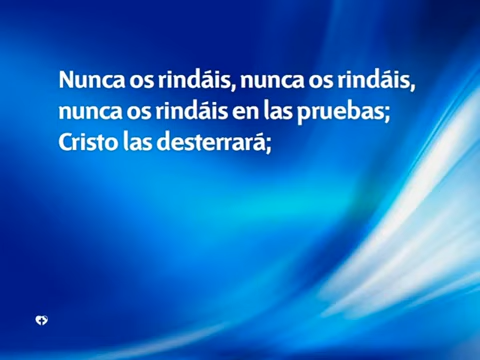 Nunca os rindáis, nunca os rindáis,
nunca os rindáis en las pruebas;
Cristo las desterrará;